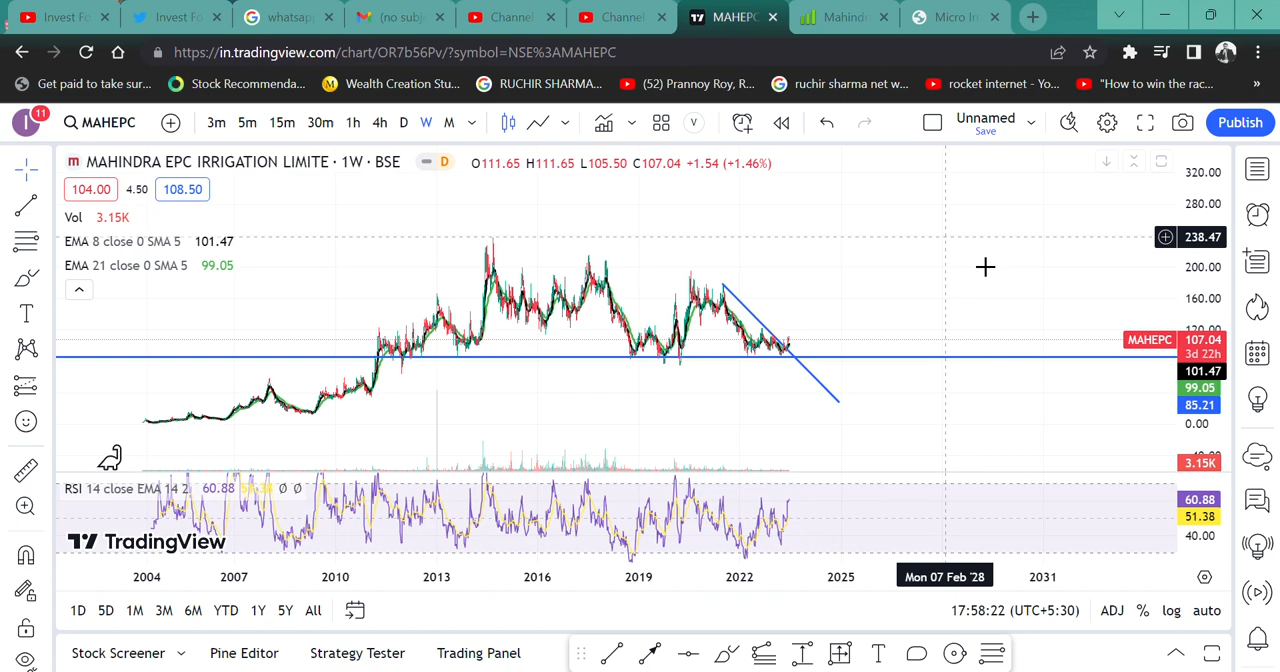 Invest Fo
Invest Fo
whatsap
(no subj
Channel
Channel
MAHEPC
Mahindr
Micro Ir
https://in.tradingview.com/chart/OR7b56Pv/?symbol=NSE%3AMAHEPC
Get paid to take sur...
Stock Recommenda...
Wealth Creation Stu...
RUCHIR SHARMA...
(52) Prannoy Roy, R...
ruchir sharma net w...
rocket internet - Yo...
"How to win the rac...
»
I 11 MAHEPC 3m 5m 15m 30m 1h 4h D W M V Unnamed Save Publish
m MAHINDRA EPC IRRIGATION LIMITE · 1W · BSE D O111.65 H111.65 L105.50 C107.04 +1.54 (+1.46%)
104.00 4.50 108.50
Vol 3.15K
EMA 8 close 0 SMA 5 101.47
EMA 21 close 0 SMA 5 99.05
320.00
280.00
238.47
200.00
160.00
120.00
MAHEPC 107.04
3d 22h
101.47
99.05
85.21
0.00
3.15K
RSI 14 close EMA 14 2 60.88 51.38 Ø Ø
60.88
51.38
40.00
TradingView
2004 2007 2010 2013 2016 2019 2022 2025 Mon 07 Feb '28 2031
1D 5D 1M 3M 6M YTD 1Y 5Y All 17:58:22 (UTC+5:30) ADJ % log auto
Stock Screener Pine Editor Strategy Tester Trading Panel